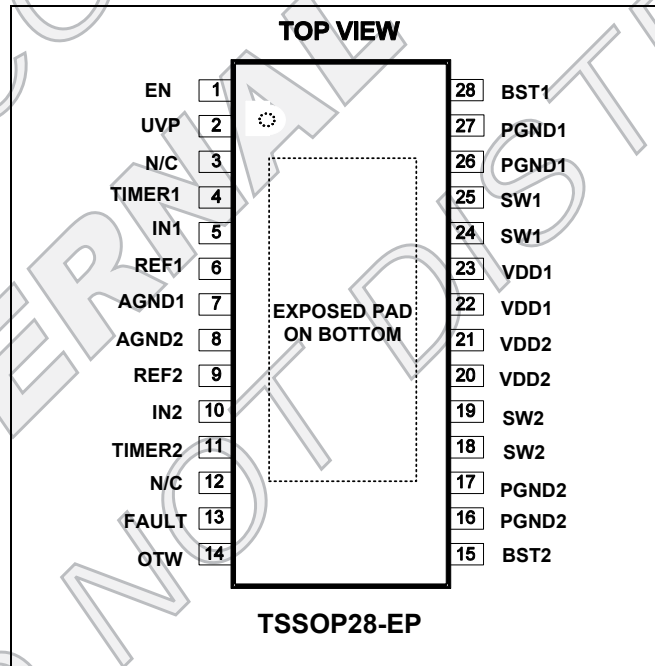 TOP VIEW
EN 1 28 BST1
UVP 2 27 PGND1
N/C 3 26 PGND1
TIMER1 4 25 SW1
IN1 5 24 SW1
REF1 6 23 VDD1
AGND1 7 22 VDD1
AGND2 8 21 VDD2
REF2 9 20 VDD2
IN2 10 19 SW2
TIMER2 11 18 SW2
N/C 12 17 PGND2
FAULT 13 16 PGND2
OTW 14 15 BST2
EXPOSED PAD
ON BOTTOM
TSSOP28-EP